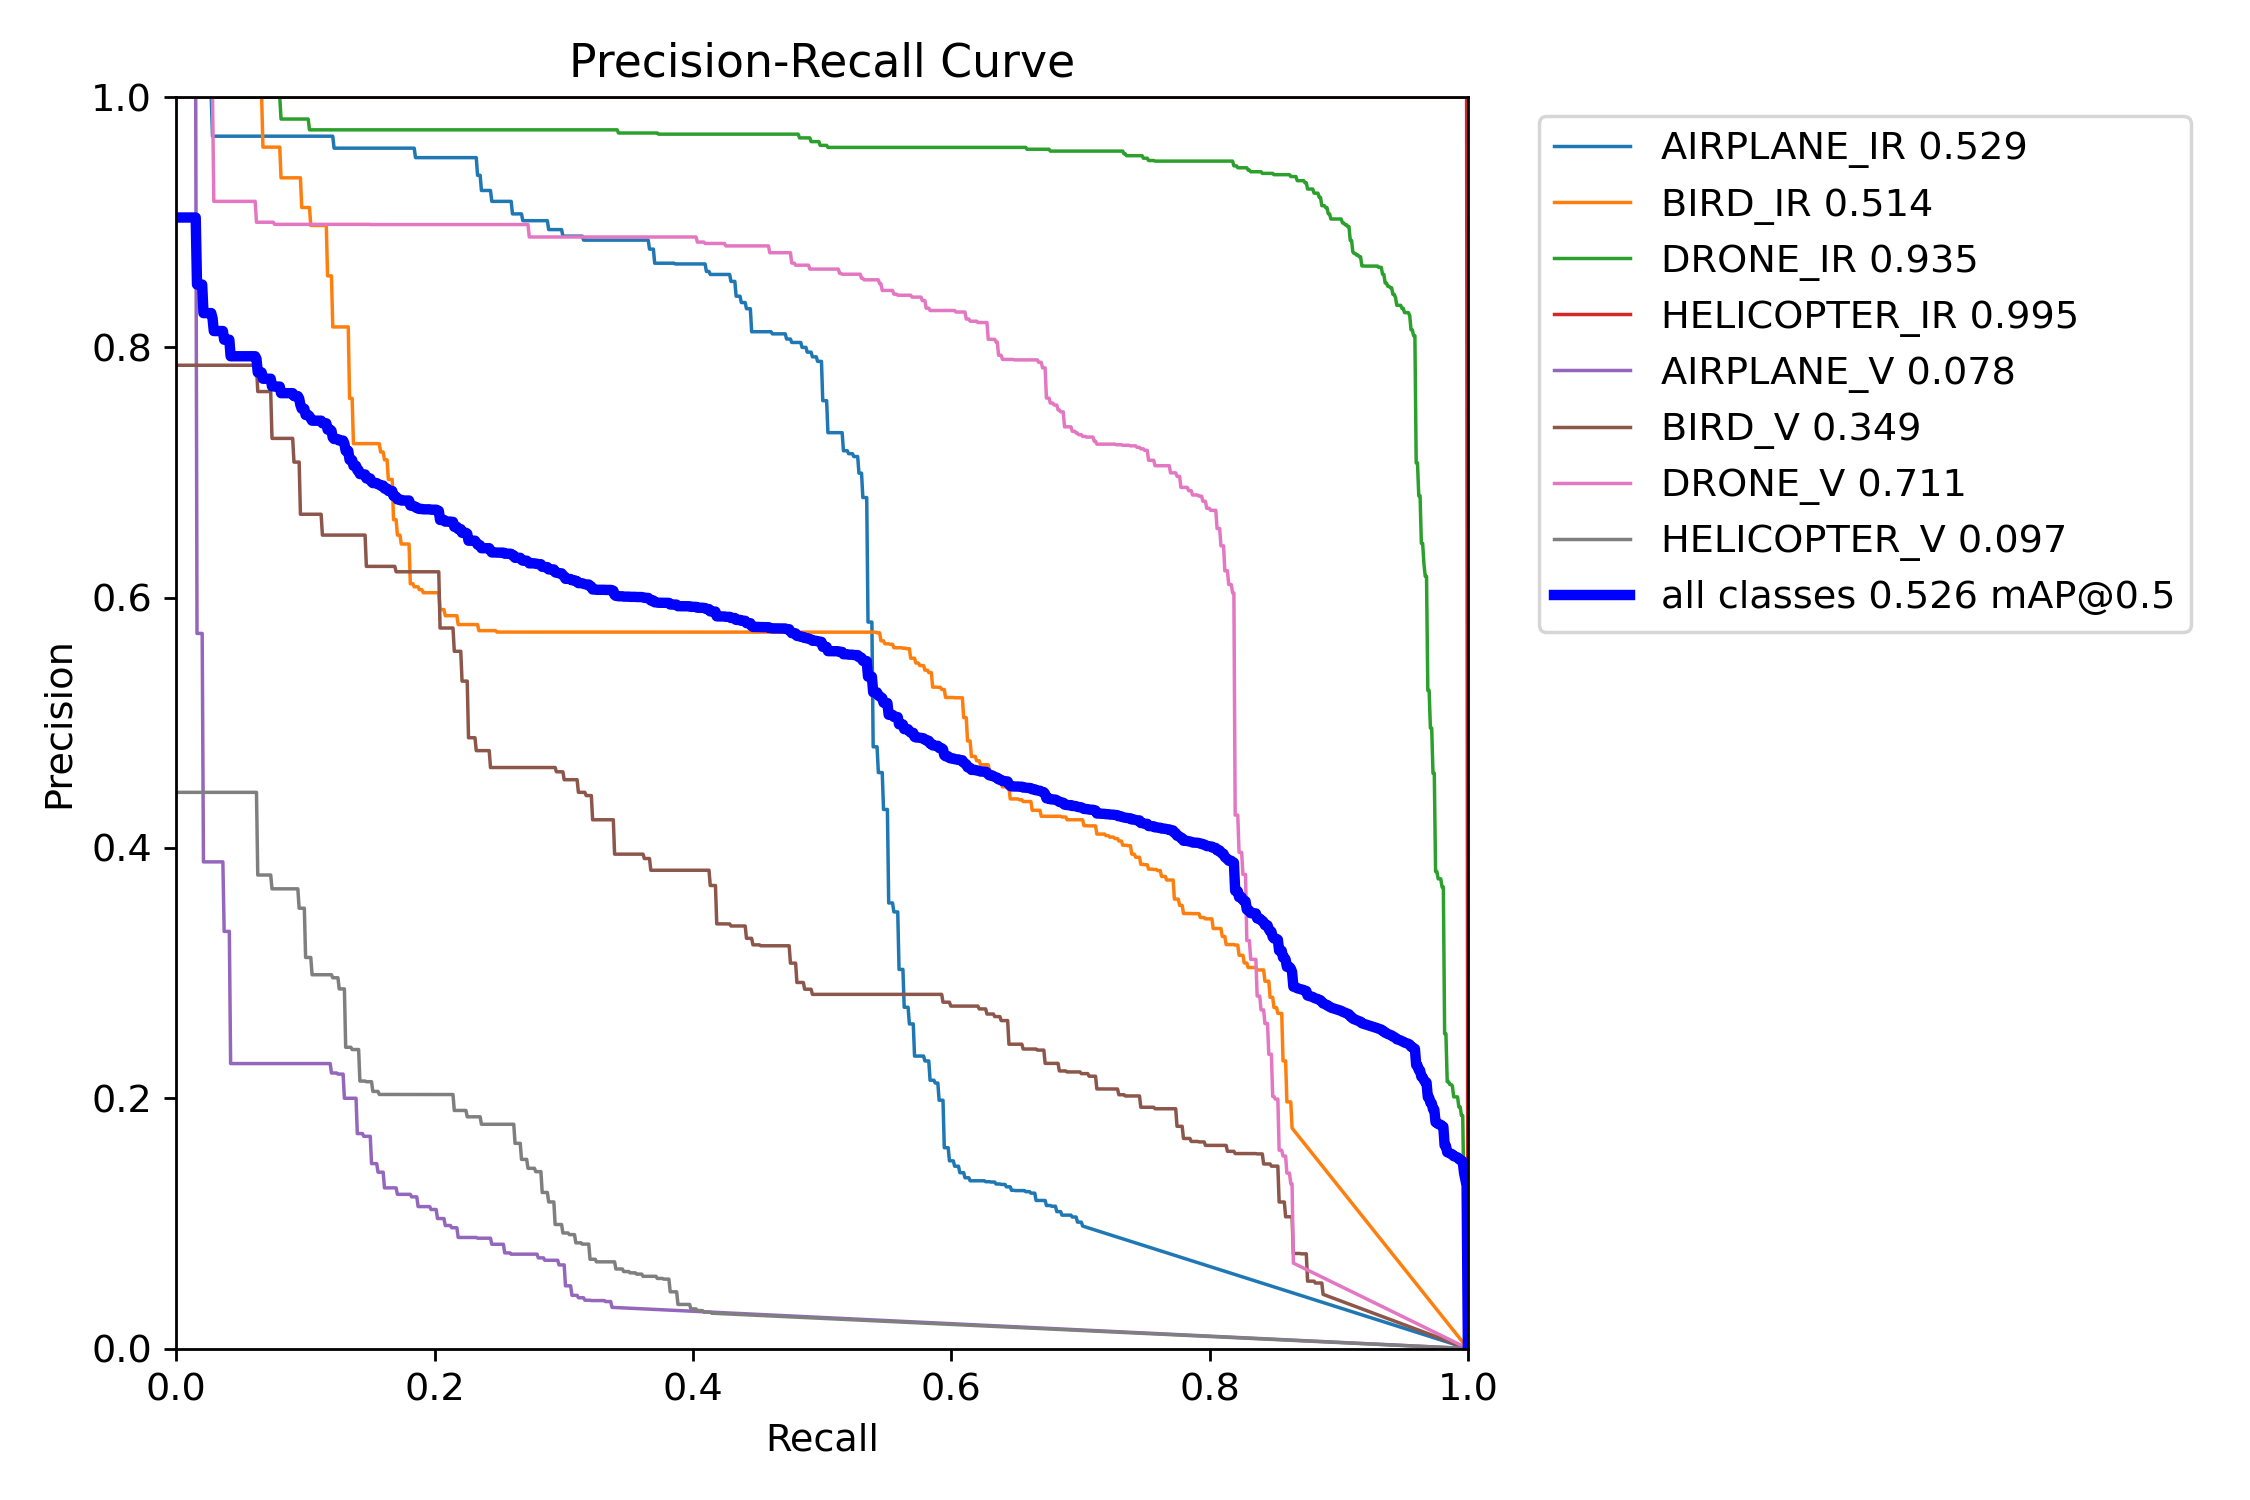 Precision-Recall Curve
1.0
0.8
0.6
0.4
0.2
0.0
Precision
0.0 0.2 0.4 0.6 0.8 1.0
Recall
AIRPLANE_IR 0.529
BIRD_IR 0.514
DRONE_IR 0.935
HELICOPTER_IR 0.995
AIRPLANE_V 0.078
BIRD_V 0.349
DRONE_V 0.711
HELICOPTER_V 0.097
all classes 0.526 mAP@0.5